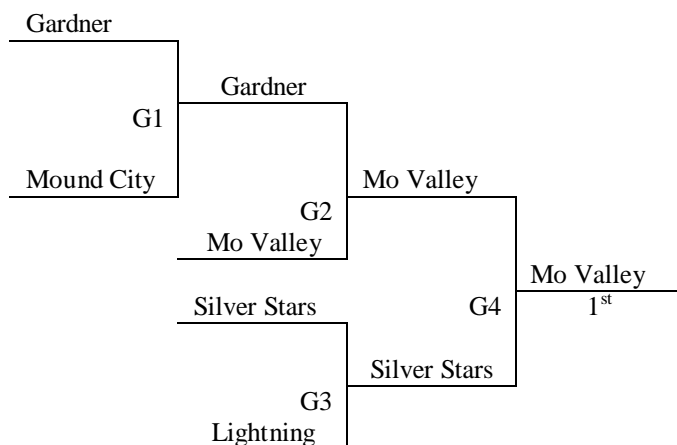 Gardner
Gardner
G1
Mound City
Mo Valley
G2
Mo Valley
Mo Valley
1st
Silver Stars
G4
Silver Stars
G3
Lightning